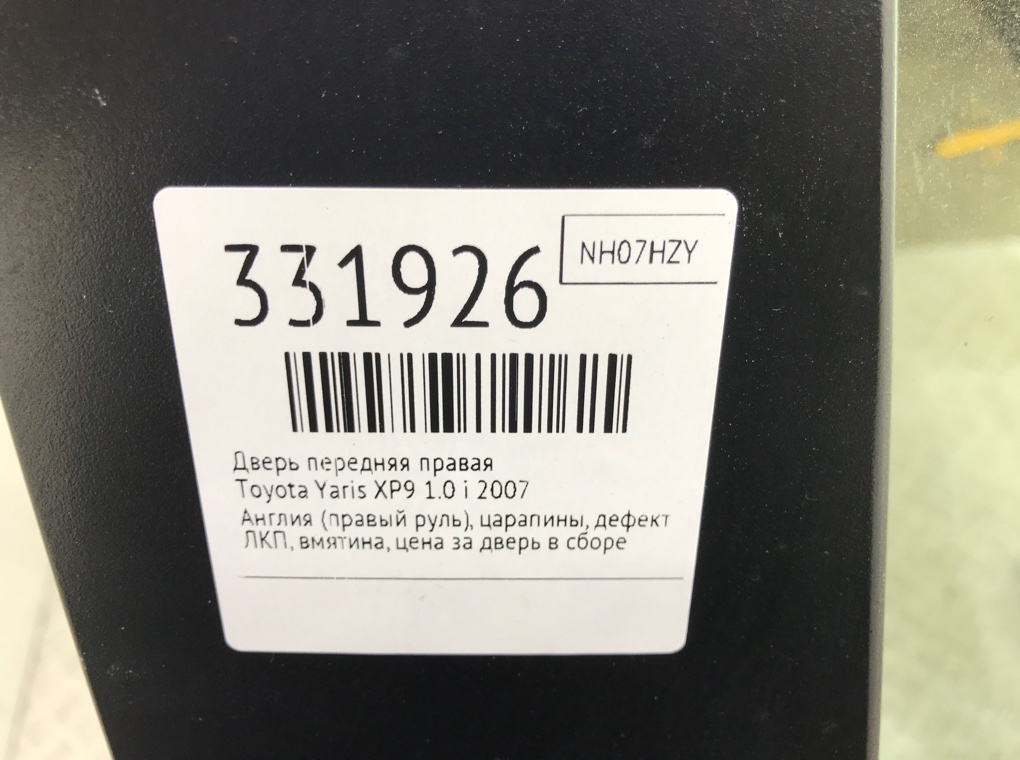 331926
NH07HZY
Дверь передняя правая
Toyota Yaris XP9 1.0 i 2007
Англия (правый руль), царапины, дефект
ЛКП, вмятина, цена за дверь в сборе